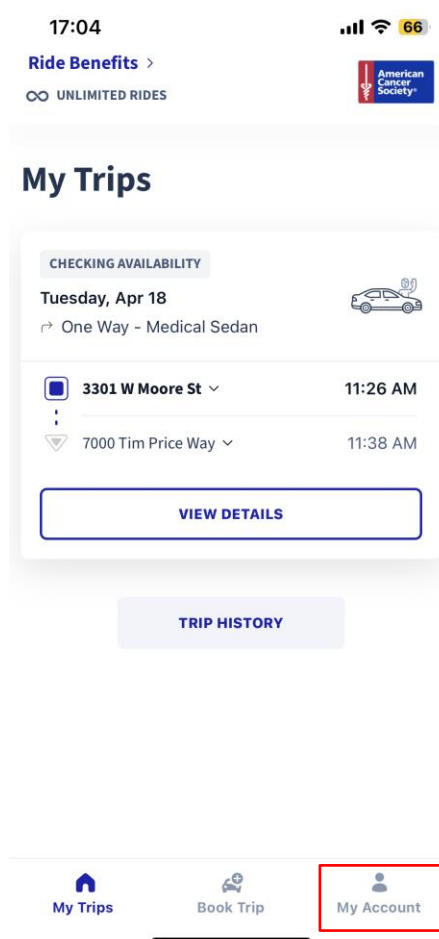 17:04
66
Ride Benefits >
UNLIMITED RIDES
American
Cancer
Society®
My Trips
CHECKING AVAILABILITY
Tuesday, Apr 18
One Way - Medical Sedan
3301 W Moore St
11:26 AM
7000 Tim Price Way
11:38 AM
VIEW DETAILS
TRIP HISTORY
My Trips
Book Trip
My Account